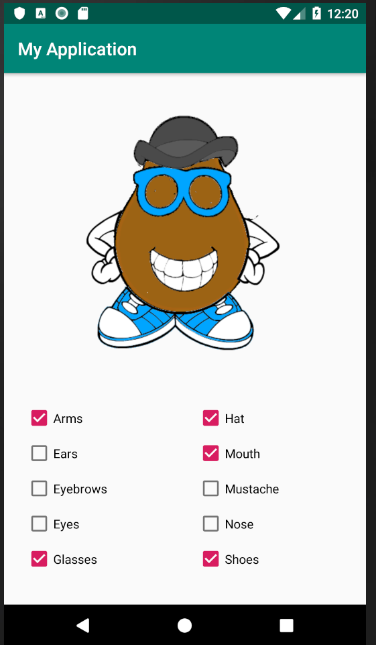 12:20
My Application
Arms
Hat
Ears
Mouth
Eyebrows
Mustache
Eyes
Nose
Glasses
Shoes